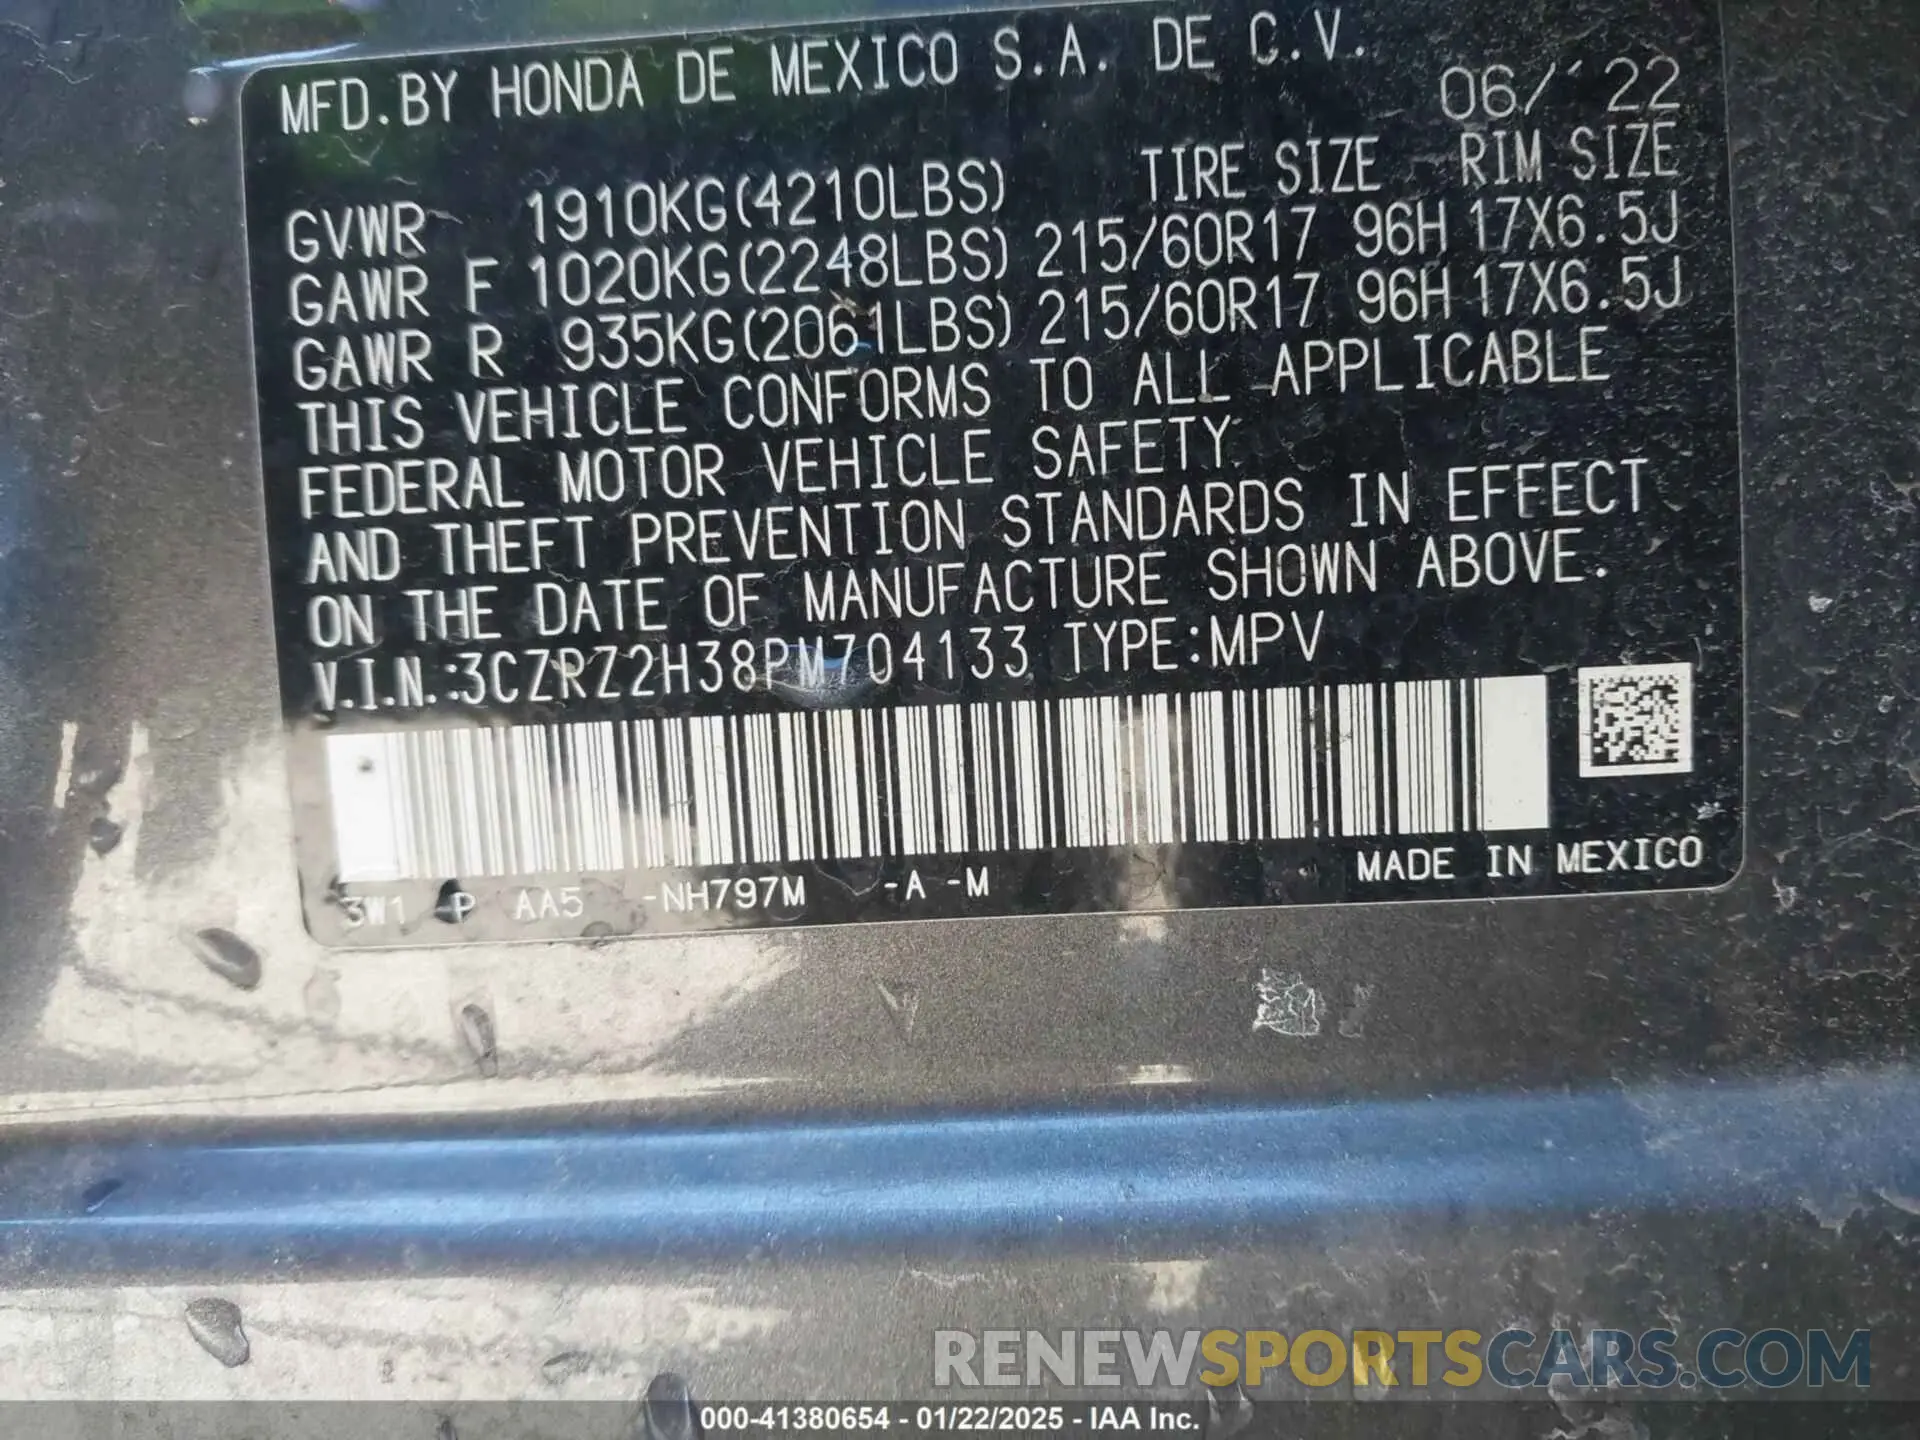 MFD.BY HONDA DE MEXICO S.A. DE C.V.
06/'22
GVWR 1910KG(4210LBS) TIRE SIZE RIM SIZE
GAWR F 1020KG(2248LBS) 215/60R17 96H 17X6.5J
GAWR R 935KG(2061LBS) 215/60R17 96H 17X6.5J
THIS VEHICLE CONFORMS TO ALL APPLICABLE
FEDERAL MOTOR VEHICLE SAFETY
AND THEFT PREVENTION STANDARDS IN EFFECT
ON THE DATE OF MANUFACTURE SHOWN ABOVE.
V.I.N.:3CZRZ2H38PM704133 TYPE:MPV
3W1 P AA5 -NH797M -A -M
MADE IN MEXICO
RENEWSPORTSCARS.COM
000-41380654 - 01/22/2025 - IAA Inc.